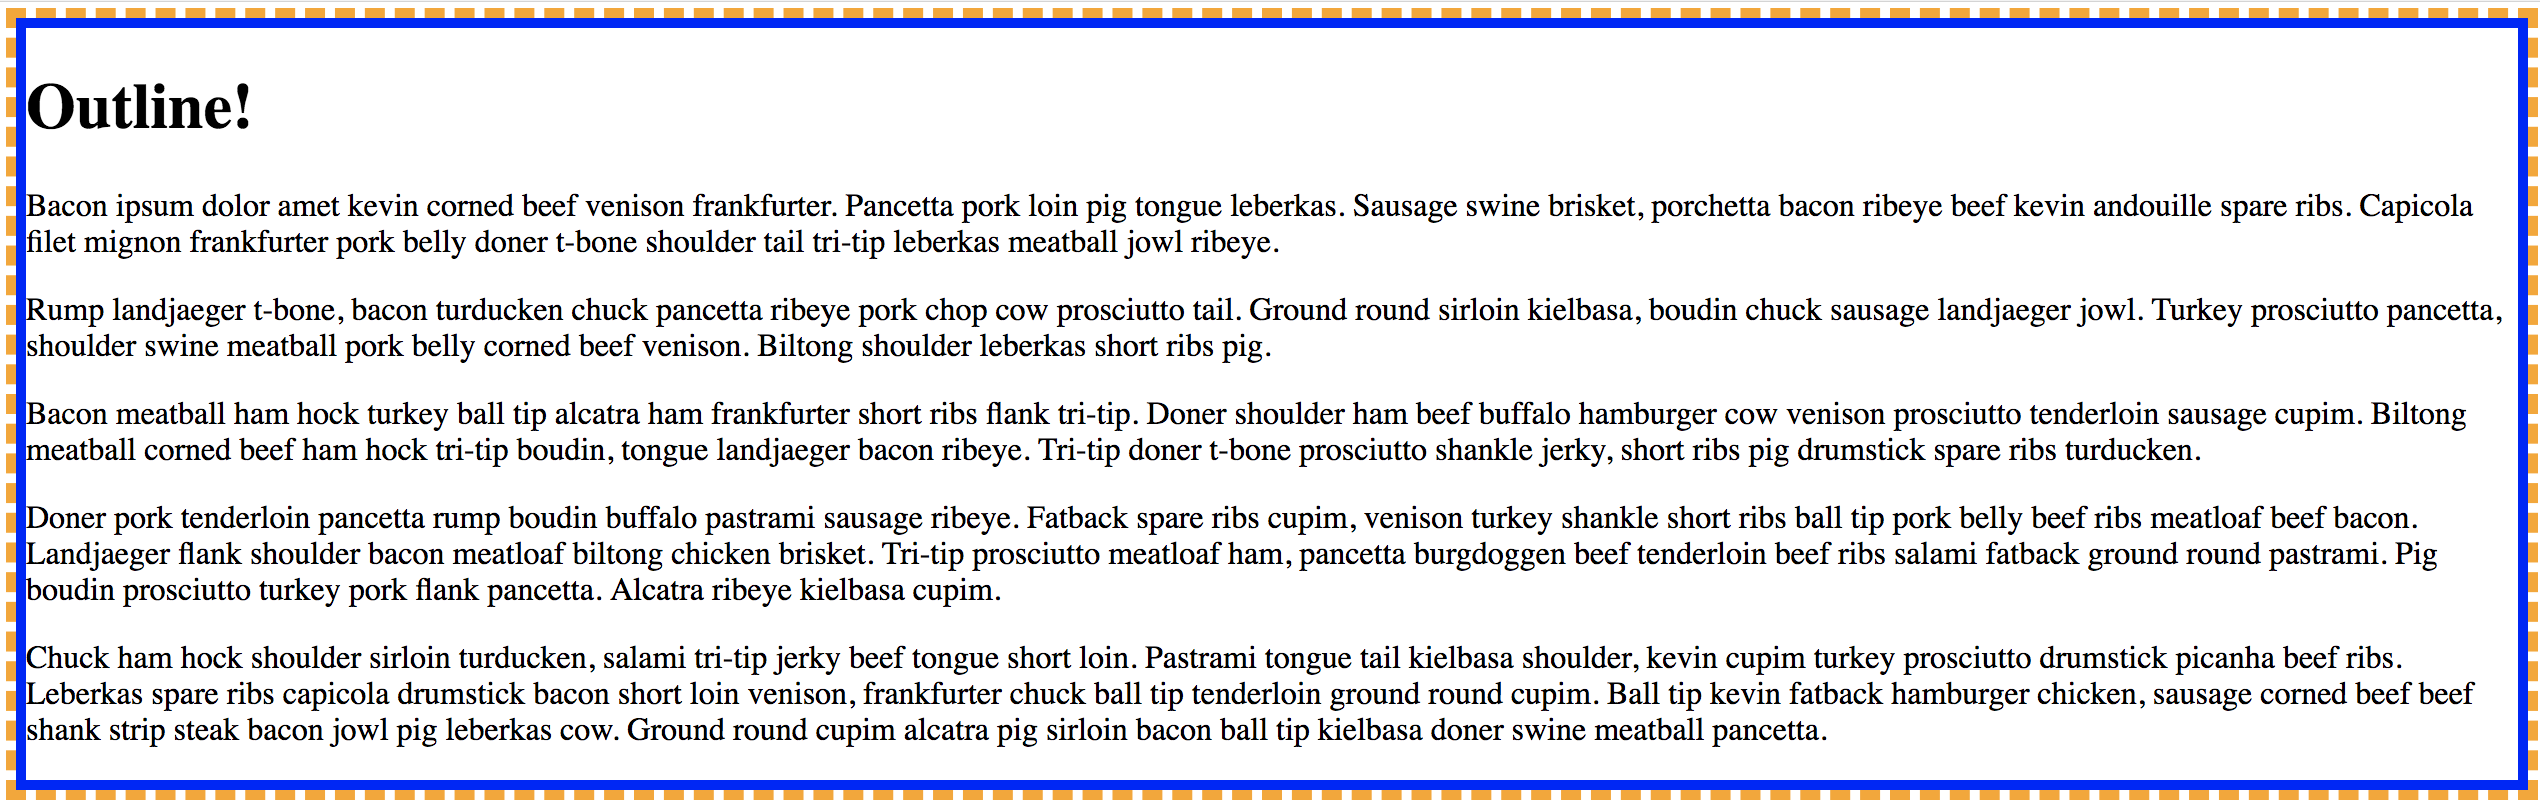 Outline!
Bacon ipsum dolor amet kevin corned beef venison frankfurter. Pancetta pork loin pig tongue leberkas. Sausage swine brisket, porchetta bacon ribeye beef kevin andouille spare ribs. Capicola
filet mignon frankfurter pork belly doner t-bone shoulder tail tri-tip leberkas meatball jowl ribeye.
Rump landjaeger t-bone, bacon turducken chuck pancetta ribeye pork chop cow prosciutto tail. Ground round sirloin kielbasa, boudin chuck sausage landjaeger jowl. Turkey prosciutto pancetta,
shoulder swine meatball pork belly corned beef venison. Biltong shoulder leberkas short ribs pig.
Bacon meatball ham hock turkey ball tip alcatra ham frankfurter short ribs flank tri-tip. Doner shoulder ham beef buffalo hamburger cow venison prosciutto tenderloin sausage cupim. Biltong
meatball corned beef ham hock tri-tip boudin, tongue landjaeger bacon ribeye. Tri-tip doner t-bone prosciutto shankle jerky, short ribs pig drumstick spare ribs turducken.
Doner pork tenderloin pancetta rump boudin buffalo pastrami sausage ribeye. Fatback spare ribs cupim, venison turkey shankle short ribs ball tip pork belly beef ribs meatloaf beef bacon.
Landjaeger flank shoulder bacon meatloaf biltong chicken brisket. Tri-tip prosciutto meatloaf ham, pancetta burgdoggen beef tenderloin beef ribs salami fatback ground round pastrami. Pig
boudin prosciutto turkey pork flank pancetta. Alcatra ribeye kielbasa cupim.
Chuck ham hock shoulder sirloin turducken, salami tri-tip jerky beef tongue short loin. Pastrami tongue tail kielbasa shoulder, kevin cupim turkey prosciutto drumstick picanha beef ribs.
Leberkas spare ribs capicola drumstick bacon short loin venison, frankfurter chuck ball tip tenderloin ground round cupim. Ball tip kevin fatback hamburger chicken, sausage corned beef beef
shank strip steak bacon jowl pig leberkas cow. Ground round cupim alcatra pig sirloin bacon ball tip kielbasa doner swine meatball pancetta.